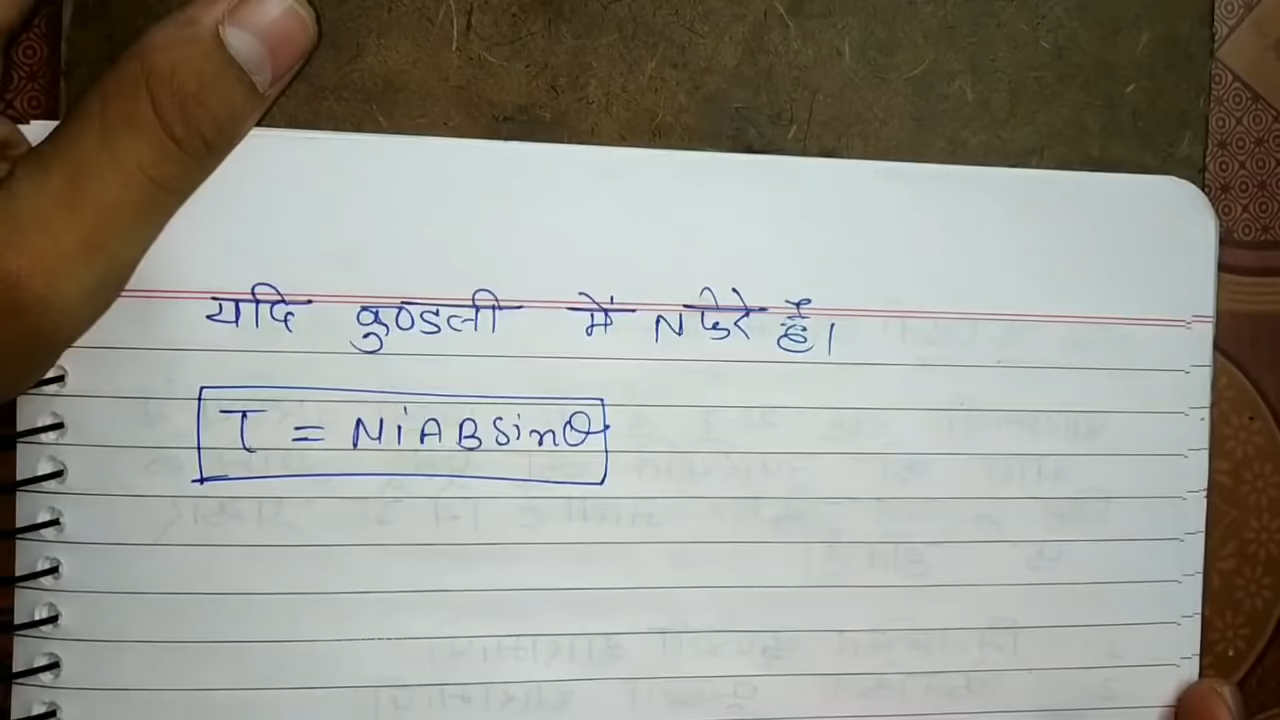 यदि कुण्डली में N फेरे हैं।
τ = NiABsinθ